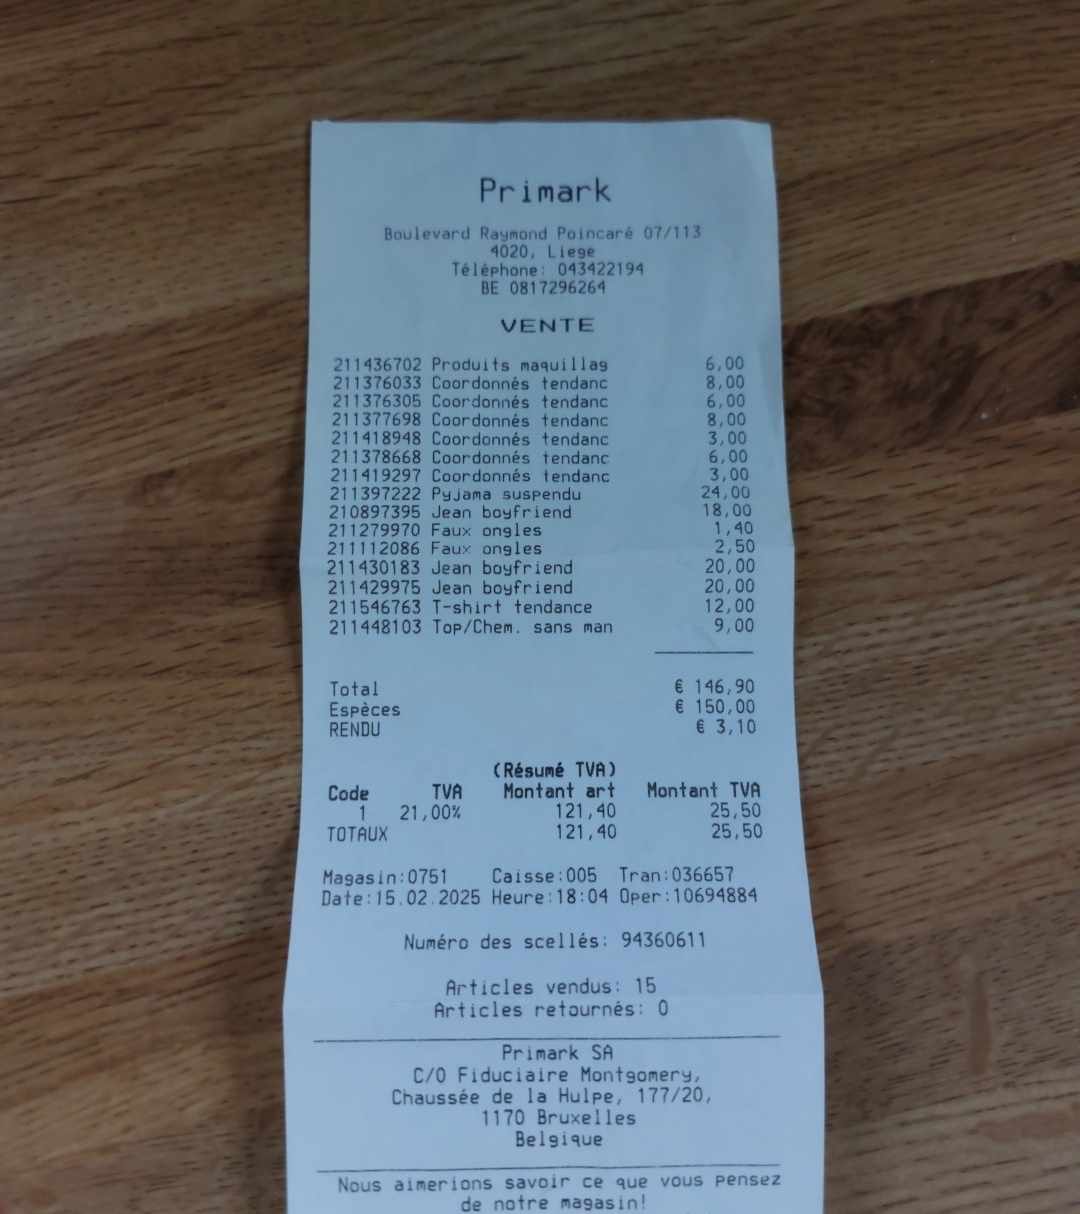 Primark
Boulevard Raymond Poincaré 07/113
4020, Liege
Téléphone: 043422194
BE 0817296264
VENTE
211436702 Produits maquillag 6,00
211376033 Coordonnés tendanc 8,00
211376305 Coordonnés tendanc 6,00
211377698 Coordonnés tendanc 8,00
211418948 Coordonnés tendanc 3,00
211378668 Coordonnés tendanc 6,00
211419297 Coordonnés tendanc 3,00
211397222 Pyjama suspendu 24,00
210897395 Jean boyfriend 18,00
211279970 Faux ongles 1,40
211112086 Faux ongles 2,50
211430183 Jean boyfriend 20,00
211429975 Jean boyfriend 20,00
211546763 T-shirt tendance 12,00
211448103 Top/Chem. sans man 9,00
Total € 146,90
Espèces € 150,00
RENDU € 3,10
(Résumé TVA)
Code TVA Montant art Montant TVA
1 21,00% 121,40 25,50
TOTAUX 121,40 25,50
Magasin:0751 Caisse:005 Tran:036657
Date:15.02.2025 Heure:18:04 Oper:10694884
Numéro des scellés: 94360611
Articles vendus: 15
Articles retournés: 0
Primark SA
C/O Fiduciaire Montgomery,
Chaussée de la Hulpe, 177/20,
1170 Bruxelles
Belgique
Nous aimerions savoir ce que vous pensez
de notre magasin!